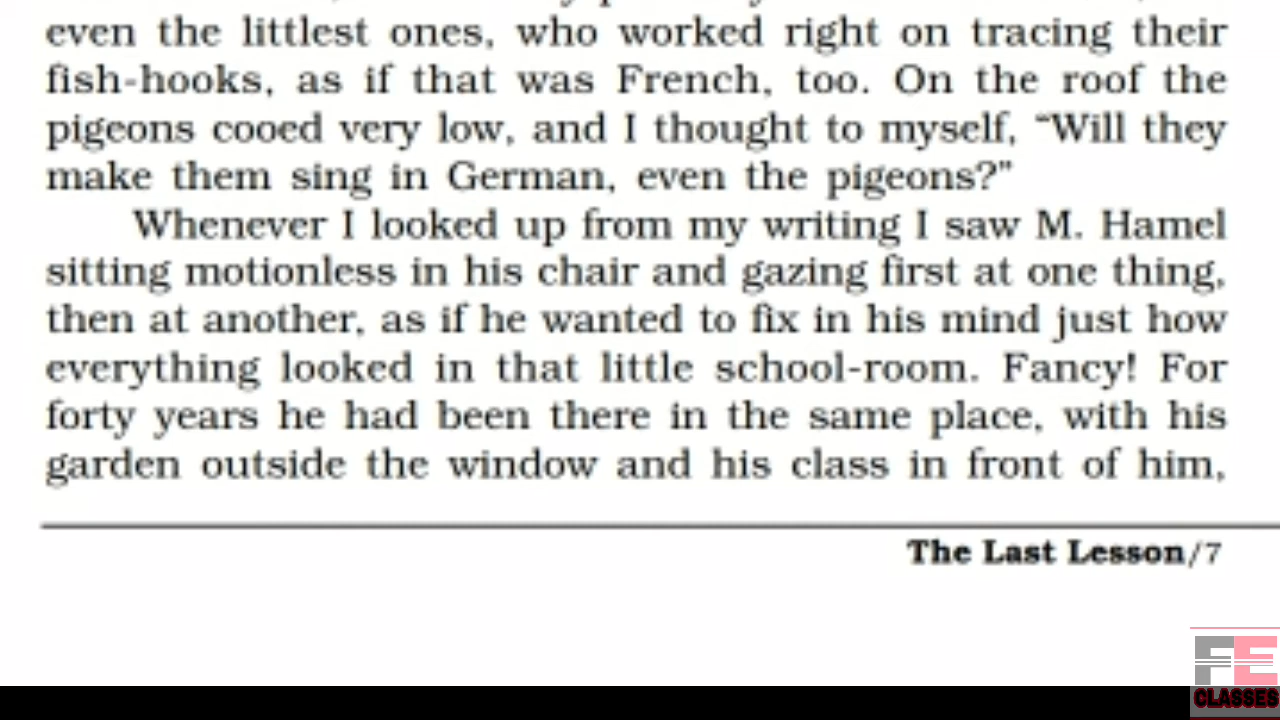 even the littlest ones, who worked right on tracing their
fish-hooks, as if that was French, too. On the roof the
pigeons cooed very low, and I thought to myself, “Will they
make them sing in German, even the pigeons?”
Whenever I looked up from my writing I saw M. Hamel
sitting motionless in his chair and gazing first at one thing,
then at another, as if he wanted to fix in his mind just how
everything looked in that little school-room. Fancy! For
forty years he had been there in the same place, with his
garden outside the window and his class in front of him,
The Last Lesson/7
FE
CLASSES